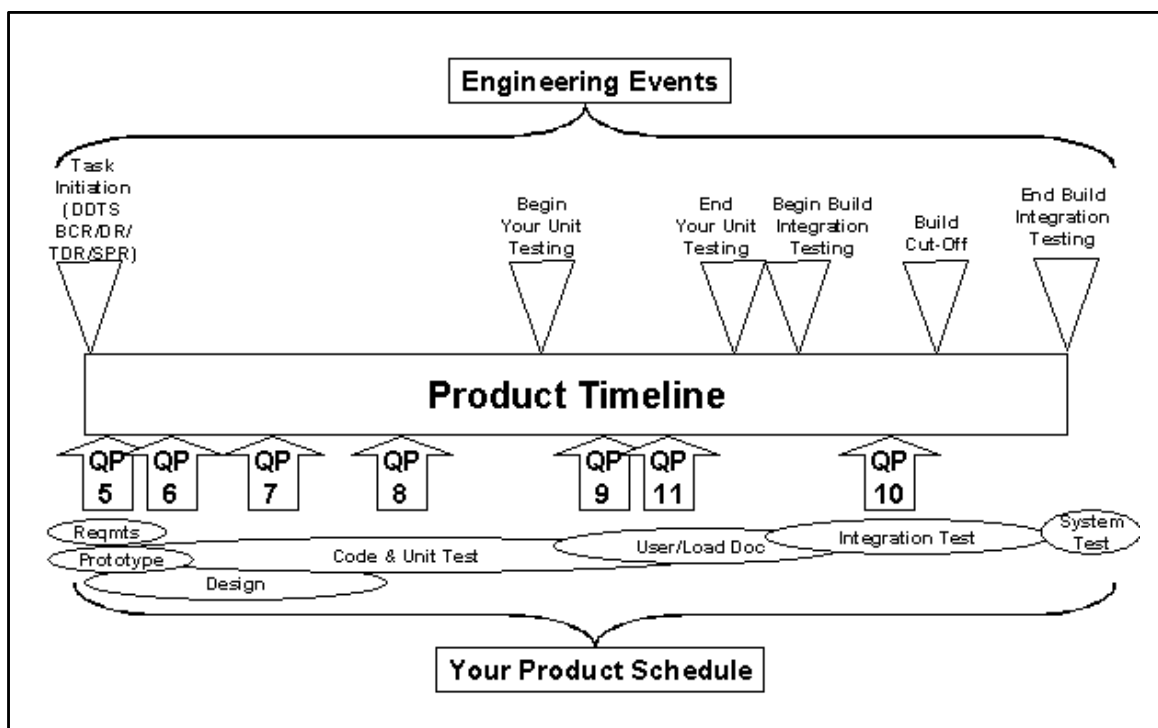 Engineering Events
Task
Initiation
(DDTS
BCR/DR/
TDR/SPR)
Begin
Your Unit
Testing
End
Your Unit
Testing
Begin Build
Integration
Testing
Build
Cut-Off
End Build
Integration
Testing
Product Timeline
QP
5
QP
6
QP
7
QP
8
QP
9
QP
11
QP
10
Reqmts
Prototype
Design
Code & Unit Test
User/Load Doc
Integration Test
System
Test
Your Product Schedule